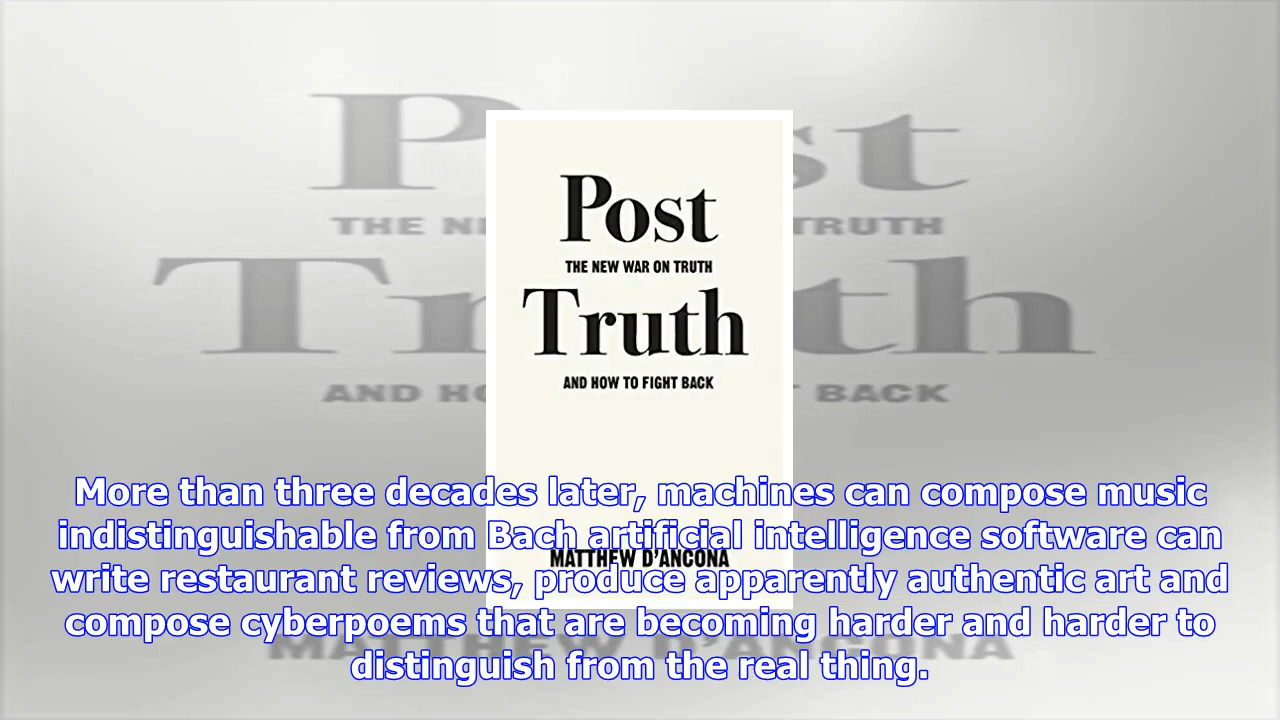 Post
THE NEW WAR ON TRUTH
Truth
AND HOW TO FIGHT BACK
MATTHEW D'ANCONA
More than three decades later, machines can compose music
indistinguishable from Bach artificial intelligence software can
write restaurant reviews, produce apparently authentic art and
compose cyberpoems that are becoming harder and harder to
distinguish from the real thing.